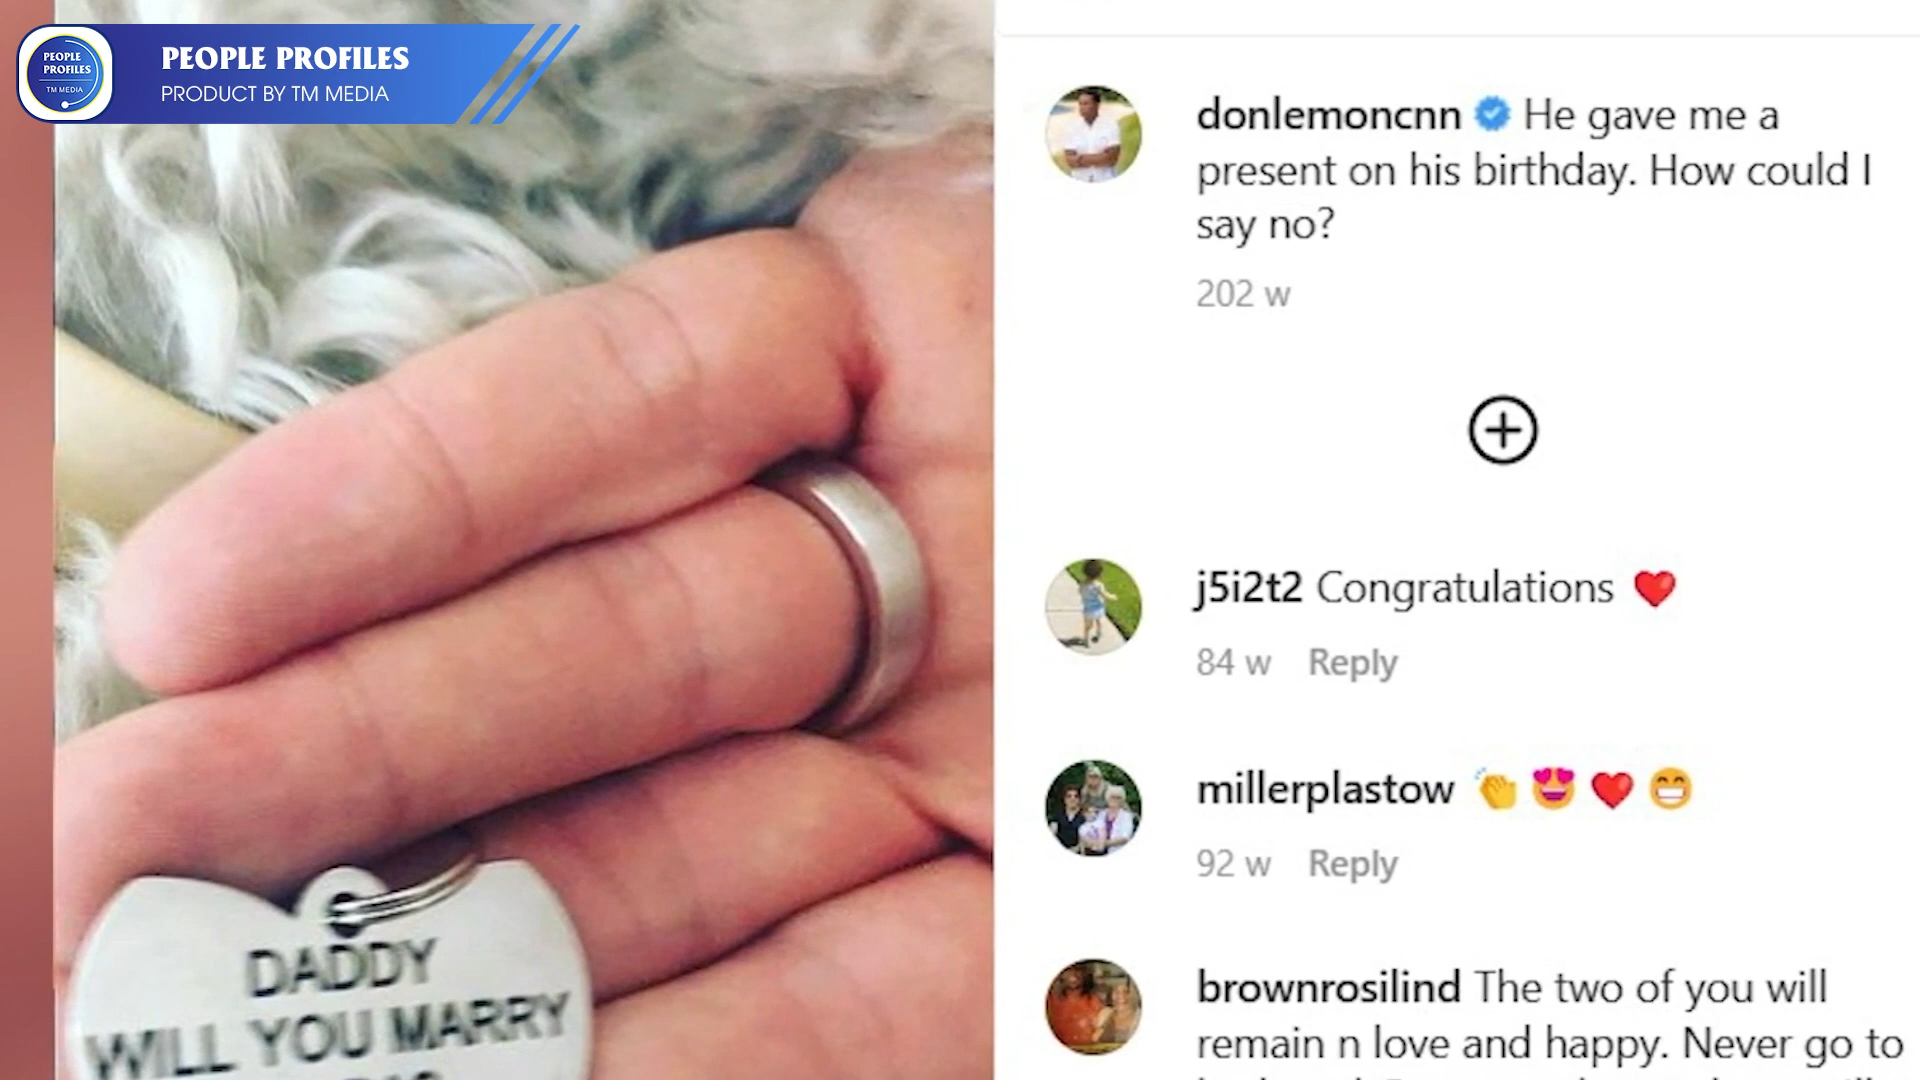 PEOPLE
PROFILES
TM MEDIA
PEOPLE PROFILES
PRODUCT BY TM MEDIA
donlemoncnn He gave me a
present on his birthday. How could I
say no?
202 w
j5i2t2 Congratulations ❤️
84 w Reply
millerplastow 👏 😍 ❤️ 😁
92 w Reply
brownrosilind The two of you will
remain n love and happy. Never go to
DADDY
WILL YOU MARRY